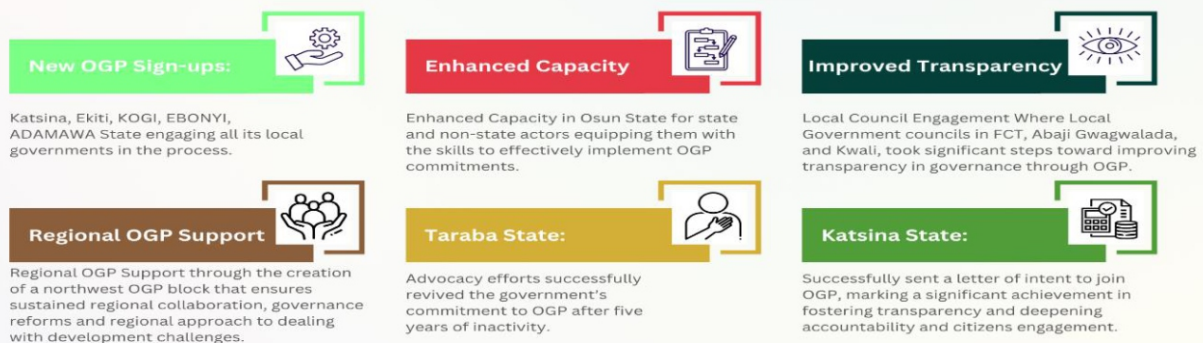 New OGP Sign-ups:
Katsina, Ekiti, KOGI, EBONYI,
ADAMAWA State engaging all its local
governments in the process.
Enhanced Capacity
Enhanced Capacity in Osun State for state
and non-state actors equipping them with
the skills to effectively implement OGP
commitments.
Improved Transparency
Local Council Engagement Where Local
Government councils in FCT, Abaji Gwagwalada,
and Kwali, took significant steps toward improving
transparency in governance through OGP.
Regional OGP Support
Regional OGP Support through the creation
of a northwest OGP block that ensures
sustained regional collaboration, governance
reforms and regional approach to dealing
with development challenges.
Taraba State:
Advocacy efforts successfully
revived the government's
commitment to OGP after five
years of inactivity.
Katsina State:
Successfully sent a letter of intent to join
OGP, marking a significant achievement in
fostering transparency and deepening
accountability and citizens engagement.